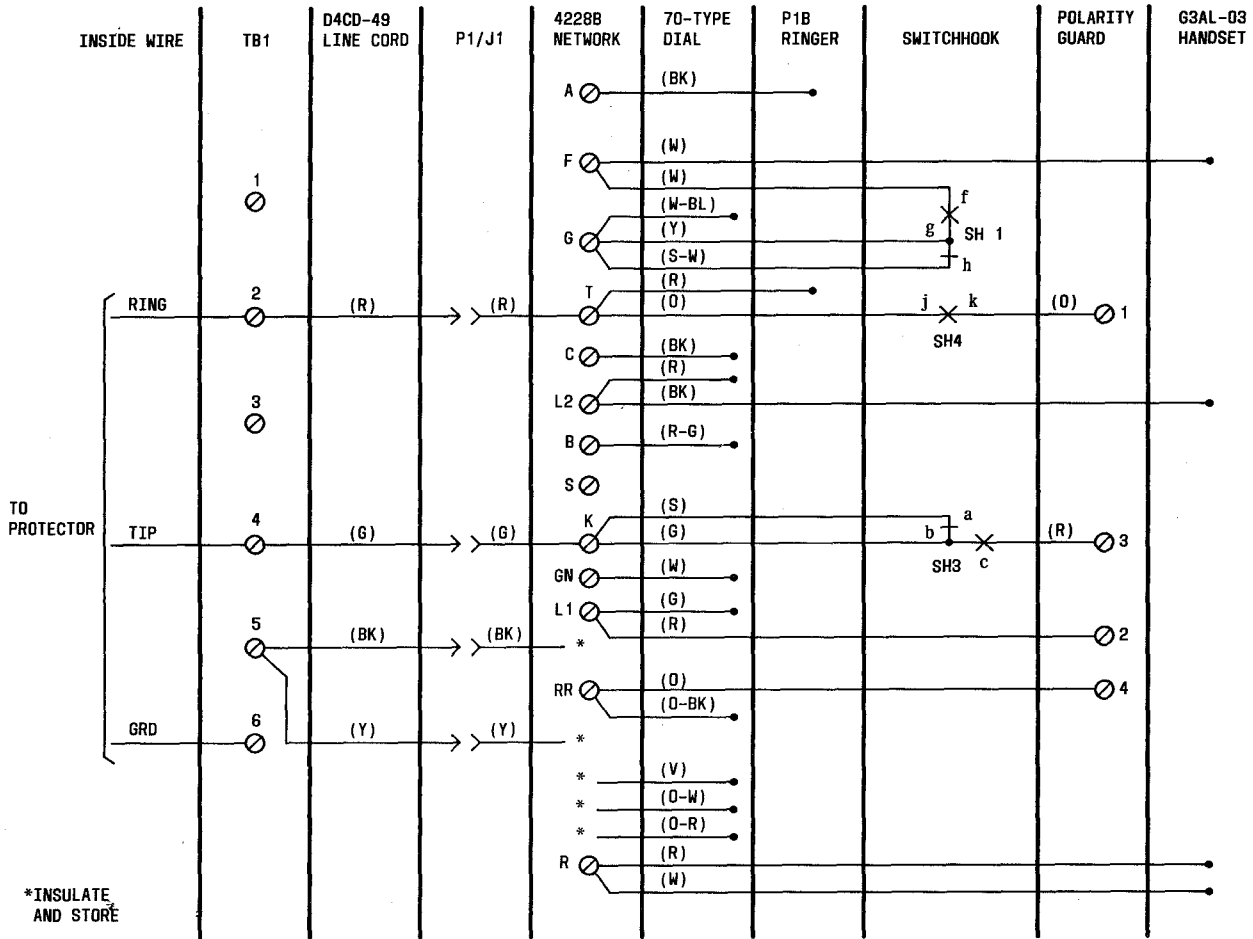 INSIDE WIRE
TB1
D4CD-49
LINE CORD
P1/J1
4228B
NETWORK
70-TYPE
DIAL
P1B
RINGER
SWITCHHOOK
POLARITY
GUARD
G3AL-03
HANDSET
A (BK)
F (W)
(W)
1
f
(W-BL)
g SH 1
G (Y)
(S-W)
h
RING 2 (R) (R) T (R)
(O) j k (O) 1
SH4
C (BK)
(R)
3
L2 (BK)
B (R-G)
S
TO
PROTECTOR
TIP 4 (G) (G) K (S) a
(G) b (R) 3
SH3 c
GN (W)
L1 (G)
(R) 2
5 (BK) (BK) *
RR (O) 4
(O-BK)
GRD 6 (Y) (Y) *
* (V)
* (O-W)
* (O-R)
R (R)
(W)
*INSULATE
AND STORE